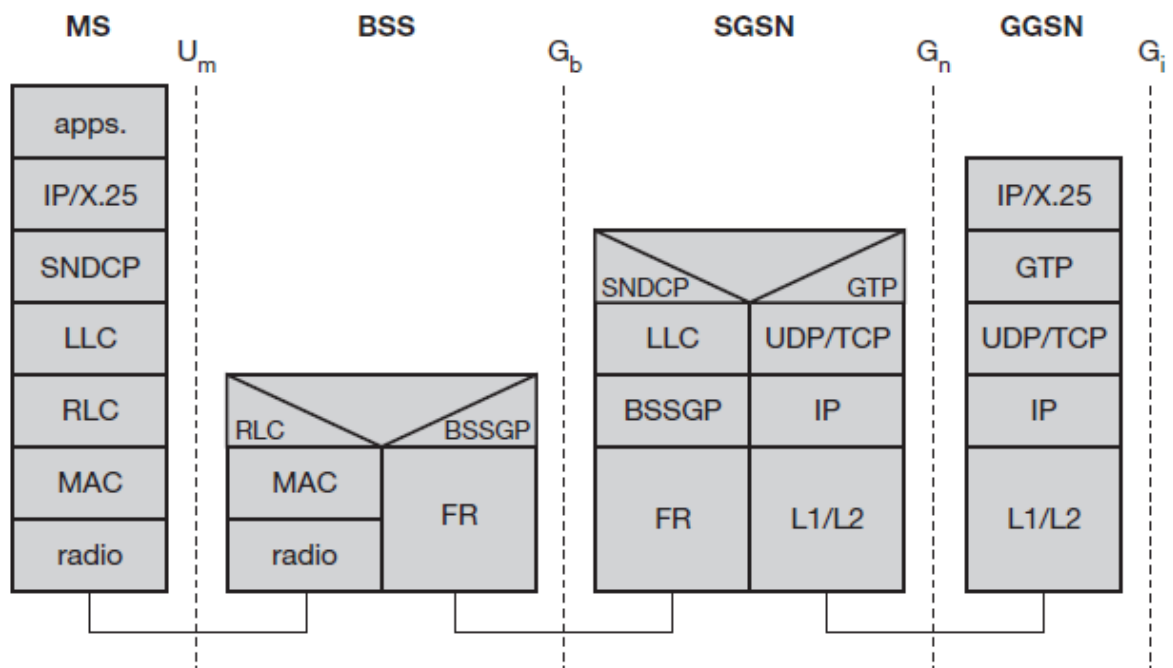 MS
BSS
SGSN
GGSN
Um
Gb
Gn
Gi
apps.
IP/X.25
SNDCP
LLC
RLC
MAC
radio
RLC
BSSGP
MAC
FR
radio
SNDCP
GTP
LLC
UDP/TCP
BSSGP
IP
FR
L1/L2
IP/X.25
GTP
UDP/TCP
IP
L1/L2